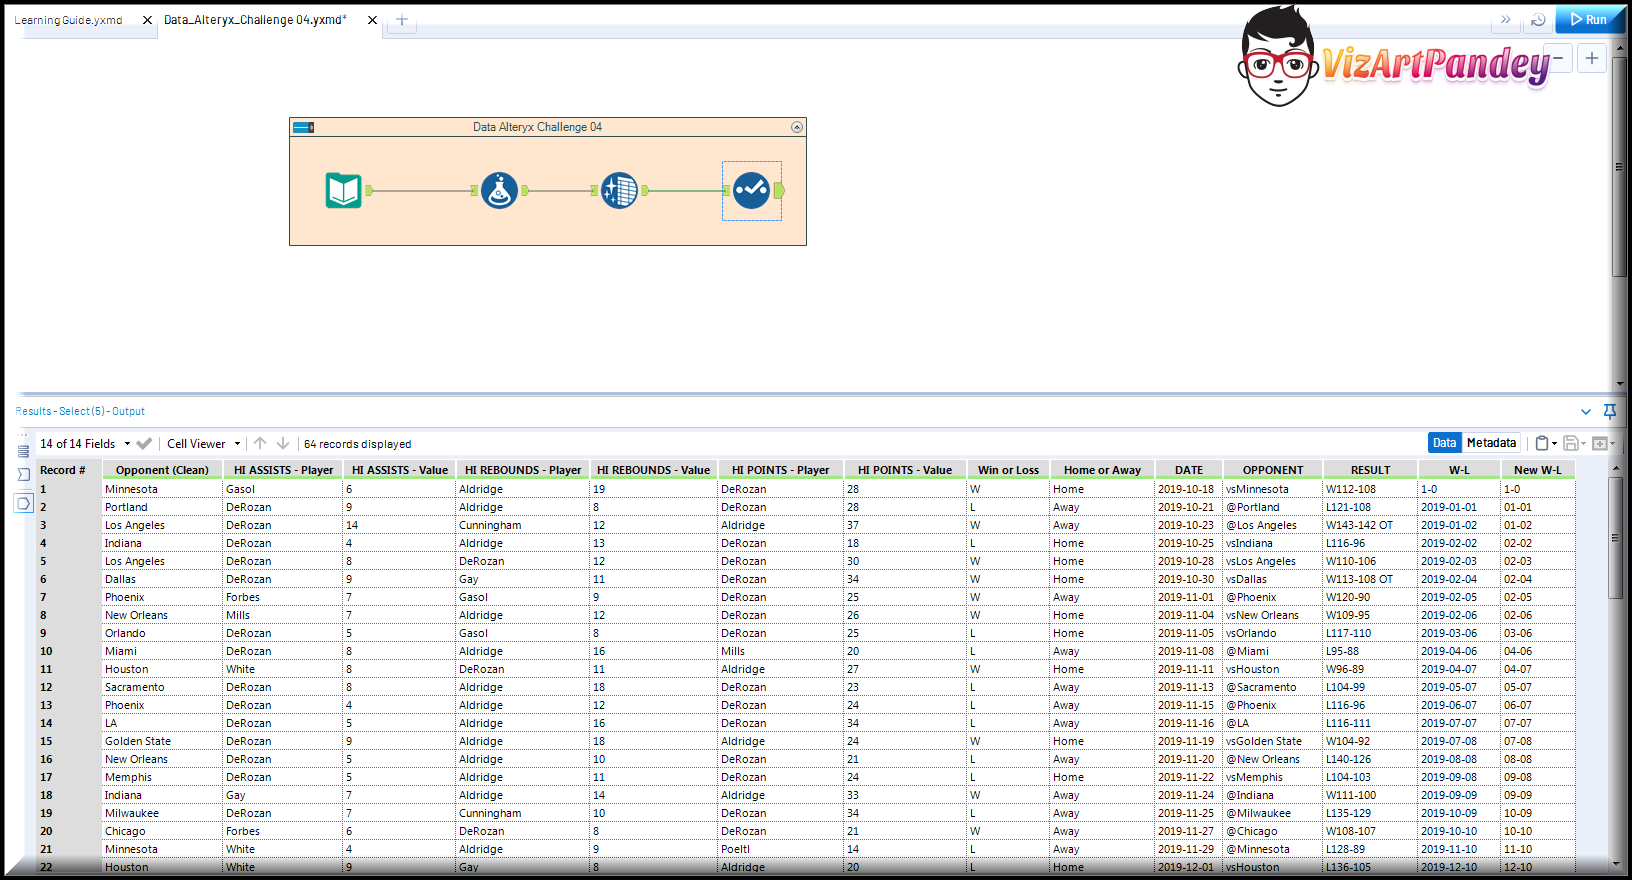 Learning Guide.yxmd
Data_Alteryx_Challenge 04.yxmd*
Run
VizArtPandey
Data Alteryx Challenge 04
Results - Select (5) - Output
14 of 14 Fields Cell Viewer 64 records displayed Data Metadata
Record # Opponent (Clean) HI ASSISTS - Player HI ASSISTS - Value HI REBOUNDS - Player HI REBOUNDS - Value HI POINTS - Player HI POINTS - Value Win or Loss Home or Away DATE OPPONENT RESULT W-L New W-L
1 Minnesota Gasol 6 Aldridge 19 DeRozan 28 W Home 2019-10-18 vsMinnesota W112-108 1-0 1-0
2 Portland DeRozan 9 Aldridge 8 DeRozan 28 L Away 2019-10-21 @Portland L121-108 2019-01-01 01-01
3 Los Angeles DeRozan 14 Cunningham 12 Aldridge 37 W Away 2019-10-23 @Los Angeles W143-142 OT 2019-01-02 01-02
4 Indiana DeRozan 4 Aldridge 13 DeRozan 18 L Home 2019-10-25 vsIndiana L116-96 2019-02-02 02-02
5 Los Angeles DeRozan 8 DeRozan 12 DeRozan 30 W Home 2019-10-28 vsLos Angeles W110-106 2019-02-03 02-03
6 Dallas DeRozan 9 Gay 11 DeRozan 34 W Home 2019-10-30 vsDallas W113-108 OT 2019-02-04 02-04
7 Phoenix Forbes 7 Gasol 9 DeRozan 25 W Away 2019-11-01 @Phoenix W120-90 2019-02-05 02-05
8 New Orleans Mills 7 Aldridge 12 DeRozan 26 W Home 2019-11-04 vsNew Orleans W109-95 2019-02-06 02-06
9 Orlando DeRozan 5 Gasol 8 DeRozan 25 L Home 2019-11-05 vsOrlando L117-110 2019-03-06 03-06
10 Miami DeRozan 8 Aldridge 16 Mills 20 L Away 2019-11-08 @Miami L95-88 2019-04-06 04-06
11 Houston White 8 DeRozan 11 Aldridge 27 W Home 2019-11-11 vsHouston W96-89 2019-04-07 04-07
12 Sacramento DeRozan 8 Aldridge 18 DeRozan 23 L Away 2019-11-13 @Sacramento L104-99 2019-05-07 05-07
13 Phoenix DeRozan 4 Aldridge 12 DeRozan 24 L Away 2019-11-15 @Phoenix L116-96 2019-06-07 06-07
14 LA DeRozan 5 Aldridge 16 DeRozan 34 L Away 2019-11-16 @LA L116-111 2019-07-07 07-07
15 Golden State DeRozan 9 Aldridge 18 Aldridge 24 W Home 2019-11-19 vsGolden State W104-92 2019-07-08 07-08
16 New Orleans DeRozan 5 Aldridge 10 DeRozan 21 L Away 2019-11-20 @New Orleans L140-126 2019-08-08 08-08
17 Memphis DeRozan 5 Aldridge 11 DeRozan 24 L Home 2019-11-22 vsMemphis L104-103 2019-09-08 09-08
18 Indiana Gay 7 Aldridge 14 Aldridge 33 W Away 2019-11-24 @Indiana W111-100 2019-09-09 09-09
19 Milwaukee DeRozan 7 Cunningham 10 DeRozan 34 L Away 2019-11-25 @Milwaukee L135-129 2019-10-09 10-09
20 Chicago Forbes 6 DeRozan 8 DeRozan 21 W Away 2019-11-27 @Chicago W108-107 2019-10-10 10-10
21 Minnesota White 4 Aldridge 9 Poeltl 14 L Away 2019-11-29 @Minnesota L128-89 2019-11-10 11-10
22 Houston White 9 Gay 8 Aldridge 20 L Home 2019-12-01 vsHouston L136-105 2019-12-10 12-10